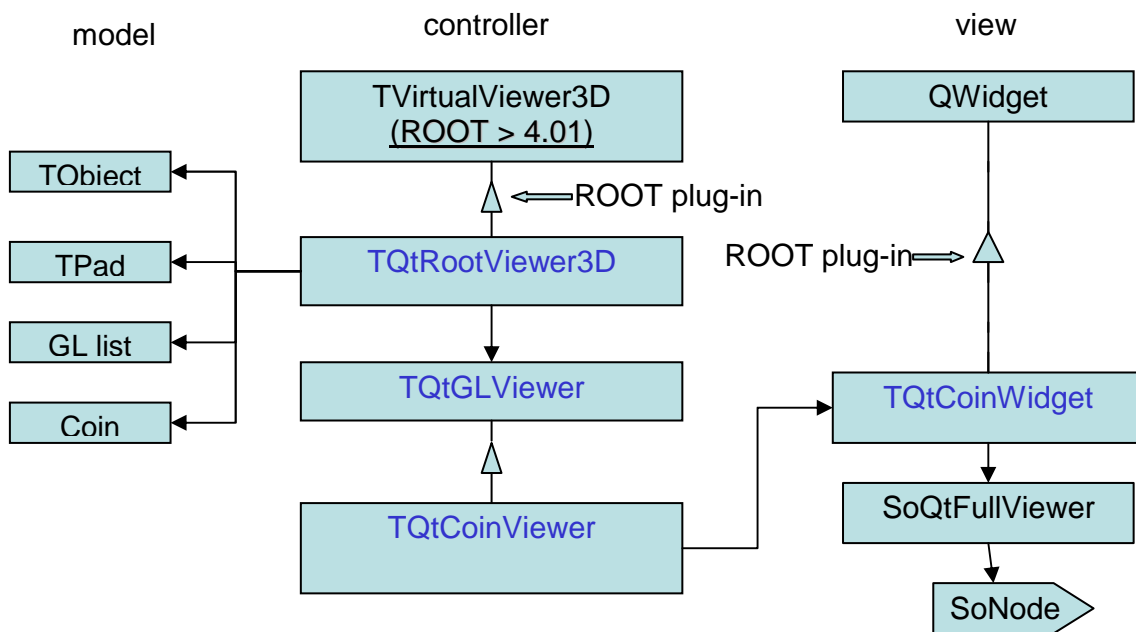 model
controller
view
TVirtualViewer3D
(ROOT > 4.01)
QWidget
TObject
ROOT plug-in
TPad
TQtRootViewer3D
ROOT plug-in
GL list
TQtGLViewer
TQtCoinWidget
Coin
TQtCoinViewer
SoQtFullViewer
SoNode